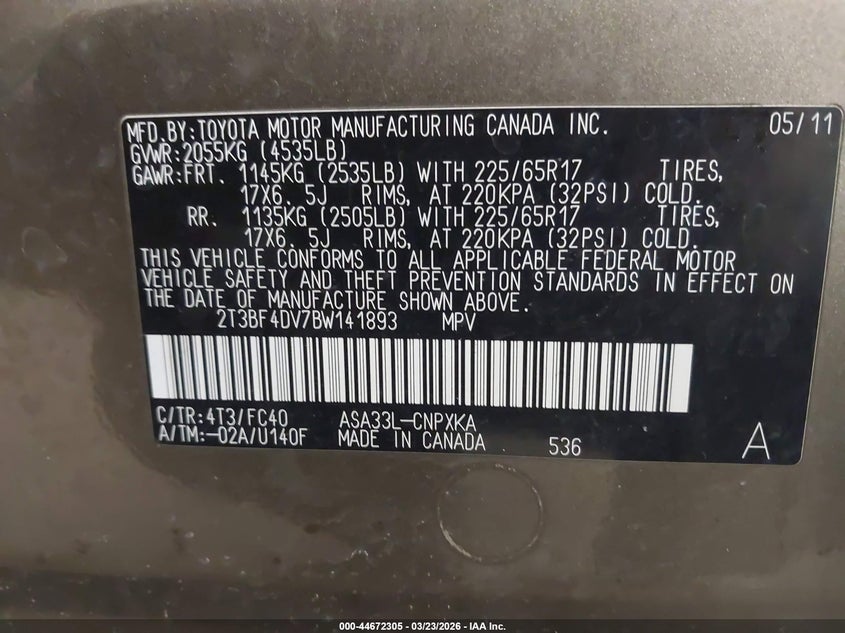 MFD.BY:TOYOTA MOTOR MANUFACTURING CANADA INC. 05/11
GVWR:2055KG (4535LB)
GAWR:FRT. 1145KG (2535LB) WITH 225/65R17 TIRES,
17X6.5J RIMS, AT 220KPA (32PSI) COLD.
RR. 1135KG (2505LB) WITH 225/65R17 TIRES,
17X6.5J RIMS, AT 220KPA (32PSI) COLD.
THIS VEHICLE CONFORMS TO ALL APPLICABLE FEDERAL MOTOR
VEHICLE SAFETY AND THEFT PREVENTION STANDARDS IN EFFECT ON
THE DATE OF MANUFACTURE SHOWN ABOVE.
2T3BF4DV7BW141893 MPV
C/TR:4T3/FC40 ASA33L-CNPXKA
A/TM:-02A/U140F MADE IN CANADA 536 A
000-44672305 - 03/23/2026 - IAA Inc.